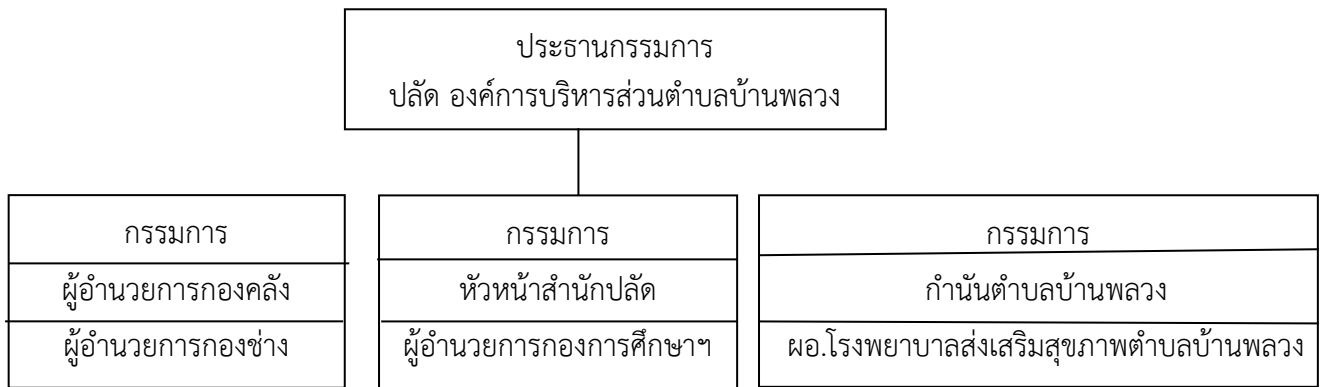 ประธานกรรมการ
ปลัด องค์การบริหารส่วนตำบลบ้านพลวง
กรรมการ
ผู้อำนวยการกองคลัง
ผู้อำนวยการกองช่าง
กรรมการ
หัวหน้าสำนักปลัด
ผู้อำนวยการกองการศึกษาฯ
กรรมการ
กำนันตำบลบ้านพลวง
ผอ.โรงพยาบาลส่งเสริมสุขภาพตำบลบ้านพลวง